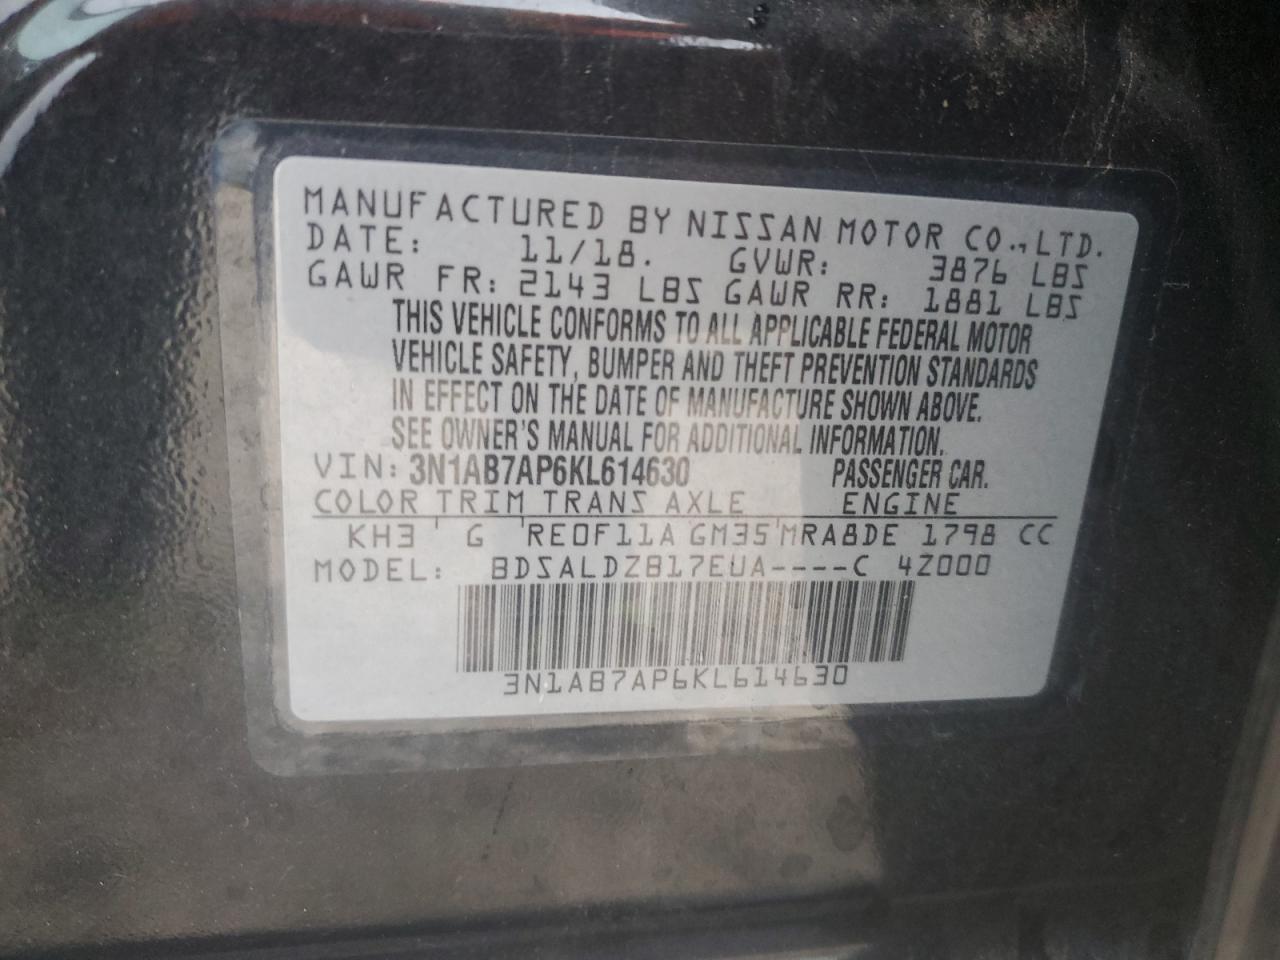 MANUFACTURED BY NISSAN MOTOR CO., LTD.
DATE: 11/18. GVWR: 3876 LBS
GAWR FR: 2143 LBS GAWR RR: 1881 LBS
THIS VEHICLE CONFORMS TO ALL APPLICABLE FEDERAL MOTOR
VEHICLE SAFETY, BUMPER AND THEFT PREVENTION STANDARDS
IN EFFECT ON THE DATE OF MANUFACTURE SHOWN ABOVE.
SEE OWNER'S MANUAL FOR ADDITIONAL INFORMATION.
VIN: 3N1AB7AP6KL614630 PASSENGER CAR.
COLOR TRIM TRANS AXLE ENGINE
KH3 G RE0F11A GM35 MRA8DE 1798 CC
MODEL: BDSALDZB17EUA----C 4Z000
3N1AB7AP6KL614630